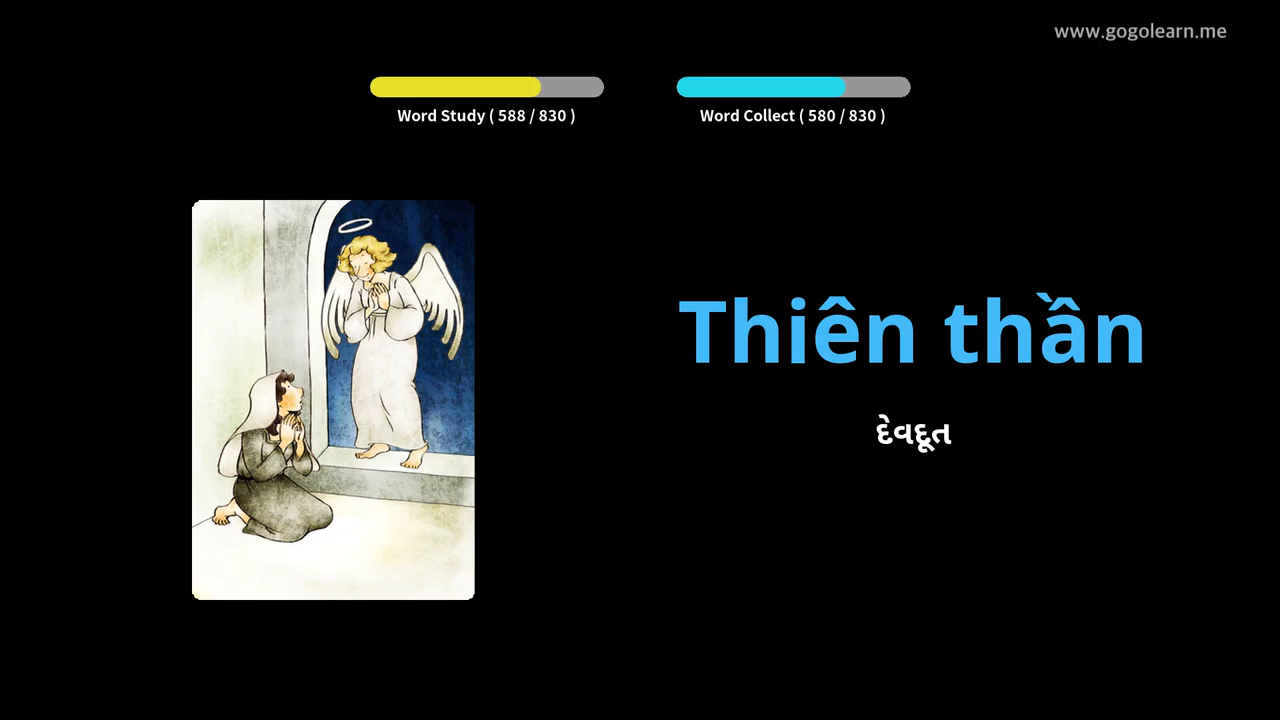 www.gogolearn.me
Word Study ( 588 / 830 )
Word Collect ( 580 / 830 )
Thiên thần
દેવદૂત